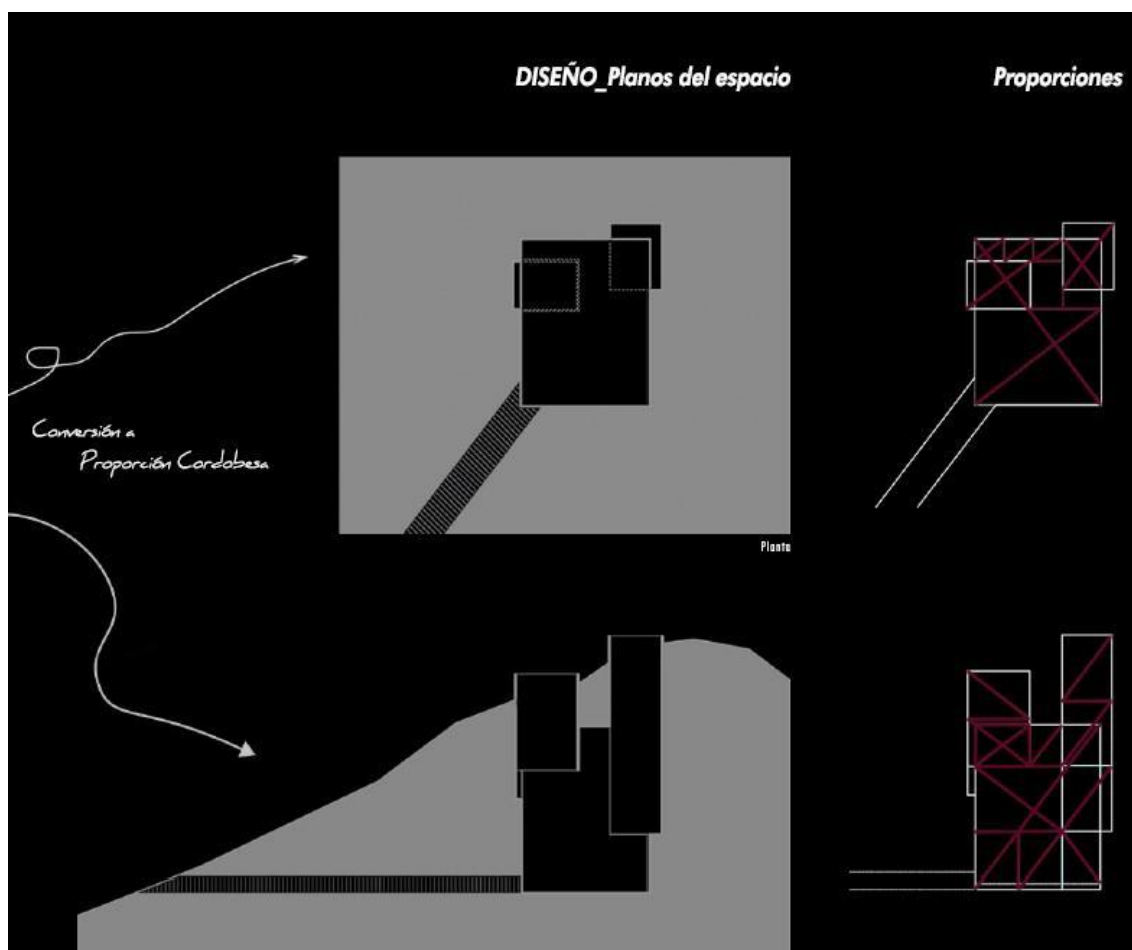 DISEÑO_Planos del espacio
Proporciones
Conversión a
Proporción Cordobesa
Planta